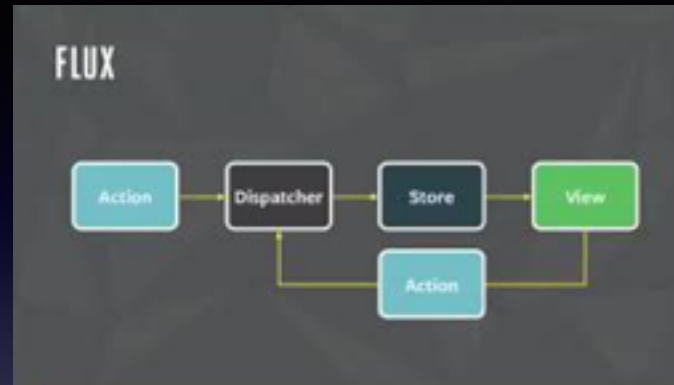 FLUX
Action
Dispatcher
Store
View
Action